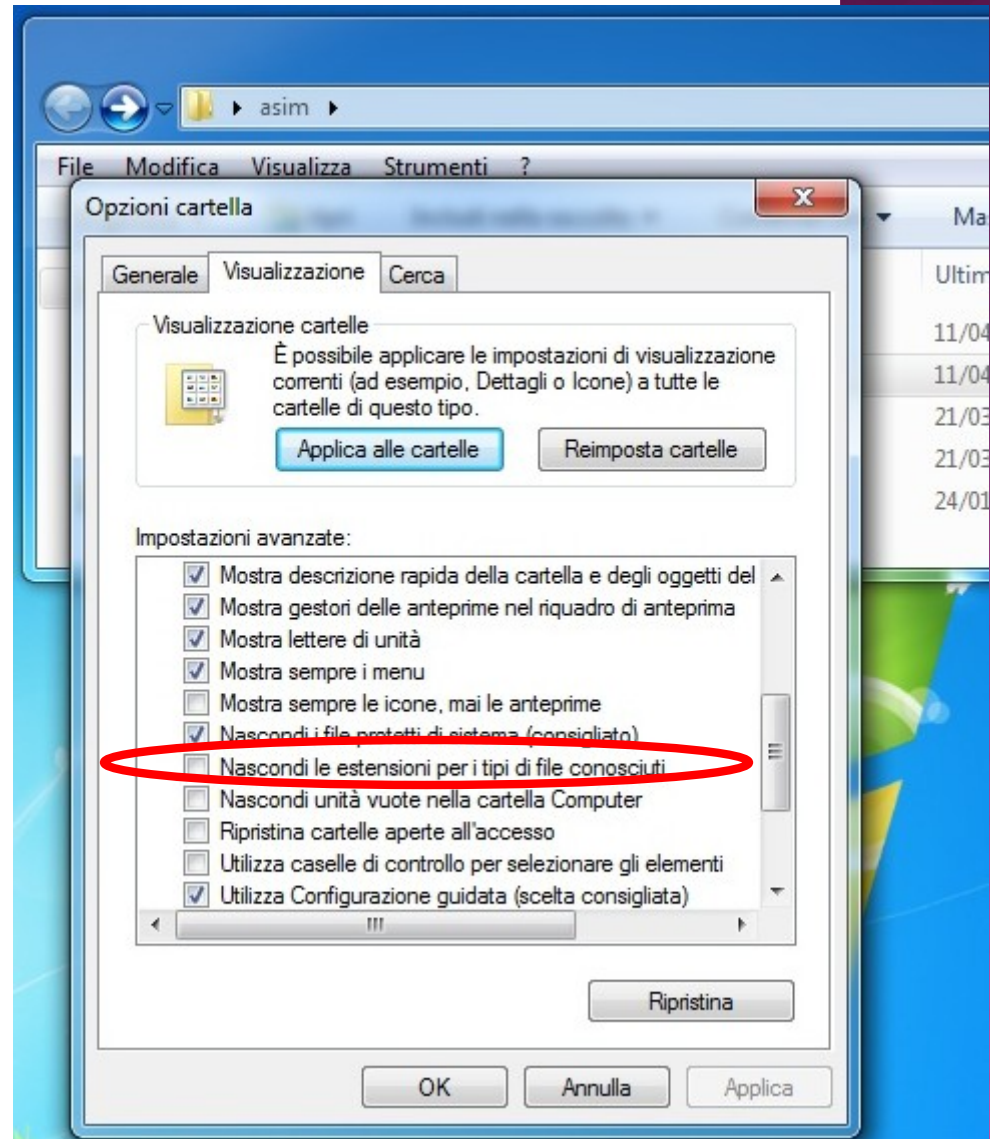 asim
File Modifica Visualizza Strumenti ?
Opzioni cartella
Ma
Generale Visualizzazione Cerca
Ultim
Visualizzazione cartelle
È possibile applicare le impostazioni di visualizzazione
correnti (ad esempio, Dettagli o Icone) a tutte le
cartelle di questo tipo.
Applica alle cartelle Reimposta cartelle
11/04
11/04
21/03
21/03
24/01
Impostazioni avanzate:
Mostra descrizione rapida della cartella e degli oggetti del
Mostra gestori delle anteprime nel riquadro di anteprima
Mostra lettere di unità
Mostra sempre i menu
Mostra sempre le icone, mai le anteprime
Nascondi i file protetti di sistema (consigliato)
Nascondi le estensioni per i tipi di file conosciuti
Nascondi unità vuote nella cartella Computer
Ripristina cartelle aperte all'accesso
Utilizza caselle di controllo per selezionare gli elementi
Utilizza Configurazione guidata (scelta consigliata)
Ripristina
OK Annulla Applica